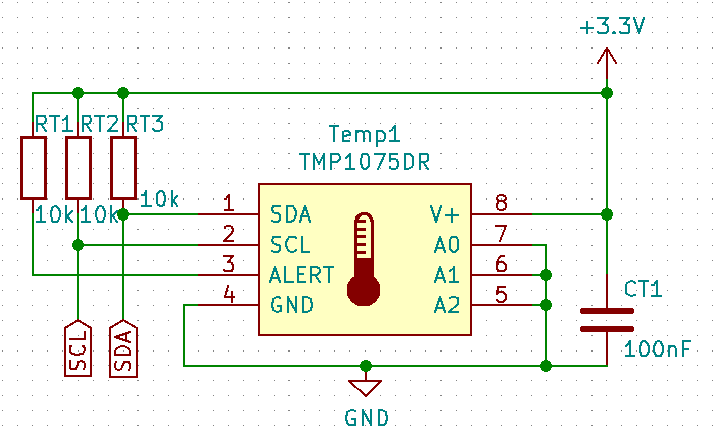 +3.3V
RT1 RT2 RT3
Temp1
TMP1075DR
10k 10k 10k
1 SDA V+ 8
2 SCL A0 7
3 ALERT A1 6
4 GND A2 5
CT1
100nF
SCL SDA
GND